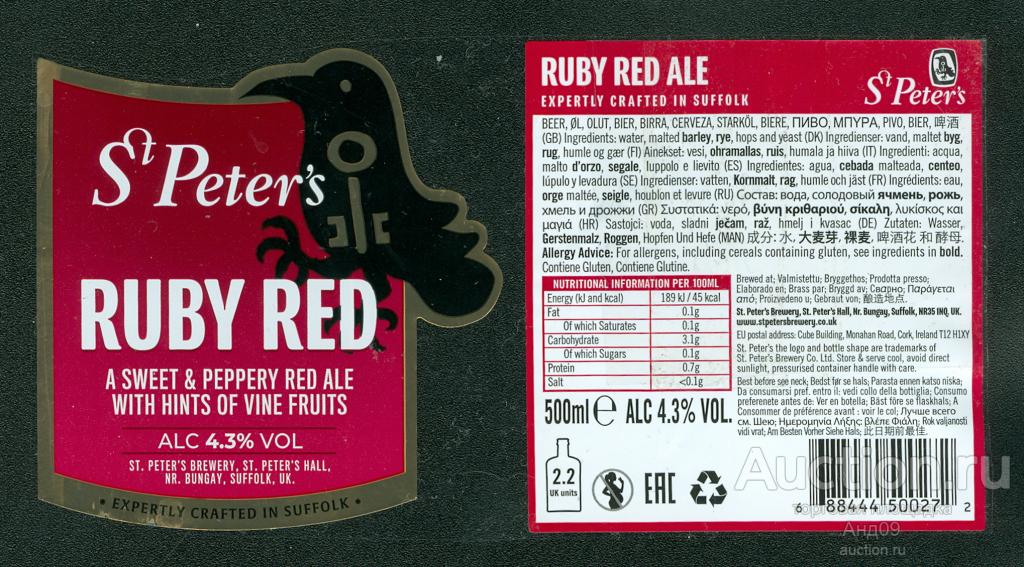 St Peter's
RUBY RED
A SWEET & PEPPERY RED ALE
WITH HINTS OF VINE FRUITS
ALC 4.3% VOL
ST. PETER'S BREWERY, ST. PETER'S HALL,
NR. BUNGAY, SUFFOLK, UK.
• EXPERTLY CRAFTED IN SUFFOLK •
RUBY RED ALE
EXPERTLY CRAFTED IN SUFFOLK
St Peter's
BEER, ØL, OLUT, BIER, BIRRA, CERVEZA, STARKÖL, BIERE, ПИВО, ΜΠΥΡΑ, PIVO, BIER, 啤酒
(GB) Ingredients: water, malted barley, rye, hops and yeast (DK) Ingredienser: vand, maltet byg,
rug, humle og gær (FI) Ainekset: vesi, ohramallas, ruis, humala ja hiiva (IT) Ingredienti: acqua,
malto d'orzo, segale, luppolo e lievito (ES) Ingredientes: agua, cebada malteada, centeo,
lúpulo y levadura (SE) Ingredienser: vatten, Kornmalt, rag, humle och jäst (FR) Ingrédients: eau,
orge maltée, seigle, houblon et levure (RU) Состав: вода, солодовый ячмень, рожь,
хмель и дрожжи (GR) Συστατικά: νερό, βύνη κριθαριού, σίκαλη, λυκίσκος και
μαγιά (HR) Sastojci: voda, sladni ječam, raž, hmelj i kvasac (DE) Zutaten: Wasser,
Gerstenmalz, Roggen, Hopfen Und Hefe (MAN) 成分: 水, 大麦芽, 裸麦, 啤酒花 和 酵母.
Allergy Advice: For allergens, including cereals containing gluten, see ingredients in bold.
Contiene Gluten, Contiene Glutine.
NUTRITIONAL INFORMATION PER 100ML
Energy (kJ and kcal) 189 kJ / 45 kcal
Fat 0.1g
Of which Saturates 0.1g
Carbohydrate 3.1g
Of which Sugars 0.1g
Protein 0.7g
Salt <0.1g
500ml e ALC 4.3% VOL.
2.2
UK units
EAC
Brewed at; Valmistettu; Bryggethos; Prodotta presso;
Elaborado en; Brass par; Bryggd av; Сварно; Παράγεται
από; Proizvedeno u; Gebraut von; 酿造地点.
St. Peter's Brewery, St. Peter's Hall, Nr. Bungay, Suffolk, NR35 1NQ, UK.
www.stpetersbrewery.co.uk
EU postal address: Cube Building, Monahan Road, Cork, Ireland T12 H1XY
St. Peter's the logo and bottle shape are trademarks of
St. Peter's Brewery Co. Ltd. Store & serve cool, avoid direct
sunlight, pressurised container handle with care.
Best before see neck; Bedst før se hals; Parasta ennen katso niska;
Da consumarsi pref. entro il: vedi collo della bottiglia; Consumo
preferenete antes de: Ver en botella; Bäst före se flaskhals; A
Consommer de préférence avant : voir le col; Лучше всего
см. Шею; Ημερομηνία Λήξης: βλέπε Φιάλη; Rok valjanosti
vidi vrat; Am Besten Vorher Siehe Hals; 此日期前最佳.
6 88444 50027 2
Auction.ru
торговая площадка
Анд09
auction.ru